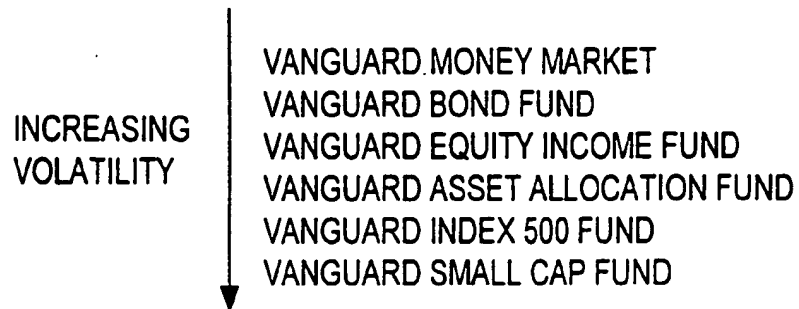 INCREASING
VOLATILITY
VANGUARD MONEY MARKET
VANGUARD BOND FUND
VANGUARD EQUITY INCOME FUND
VANGUARD ASSET ALLOCATION FUND
VANGUARD INDEX 500 FUND
VANGUARD SMALL CAP FUND